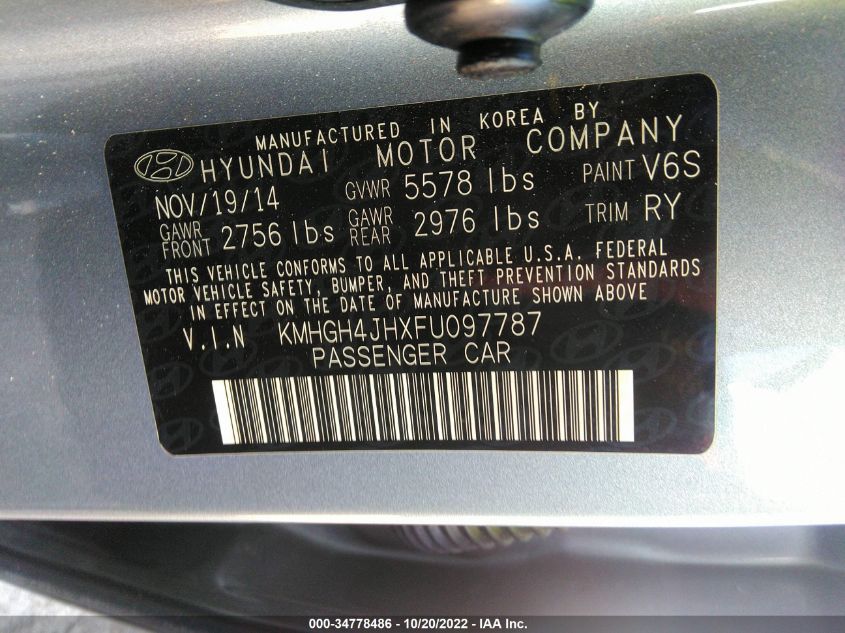 MANUFACTURED IN KOREA BY
HYUNDAI MOTOR COMPANY
NOV/19/14 GVWR 5578 lbs PAINT V6S
GAWR FRONT 2756 lbs GAWR REAR 2976 lbs TRIM RY
THIS VEHICLE CONFORMS TO ALL APPLICABLE U.S.A. FEDERAL
MOTOR VEHICLE SAFETY, BUMPER, AND THEFT PREVENTION STANDARDS
IN EFFECT ON THE DATE OF MANUFACTURE SHOWN ABOVE
V.I.N KMHGH4JHXFU097787
PASSENGER CAR
000-34778486 - 10/20/2022 - IAA Inc.